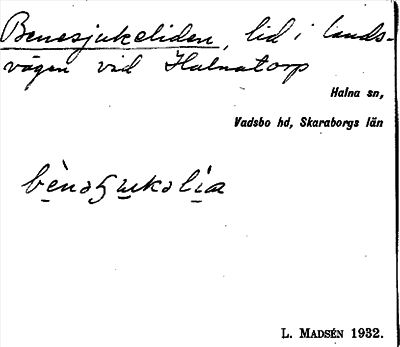 Benesjukeliden, lid i lands-
vägen vid Halnatorp
Halna sn,
Vadsbo hd, Skaraborgs län
L. MADSÉN 1932.